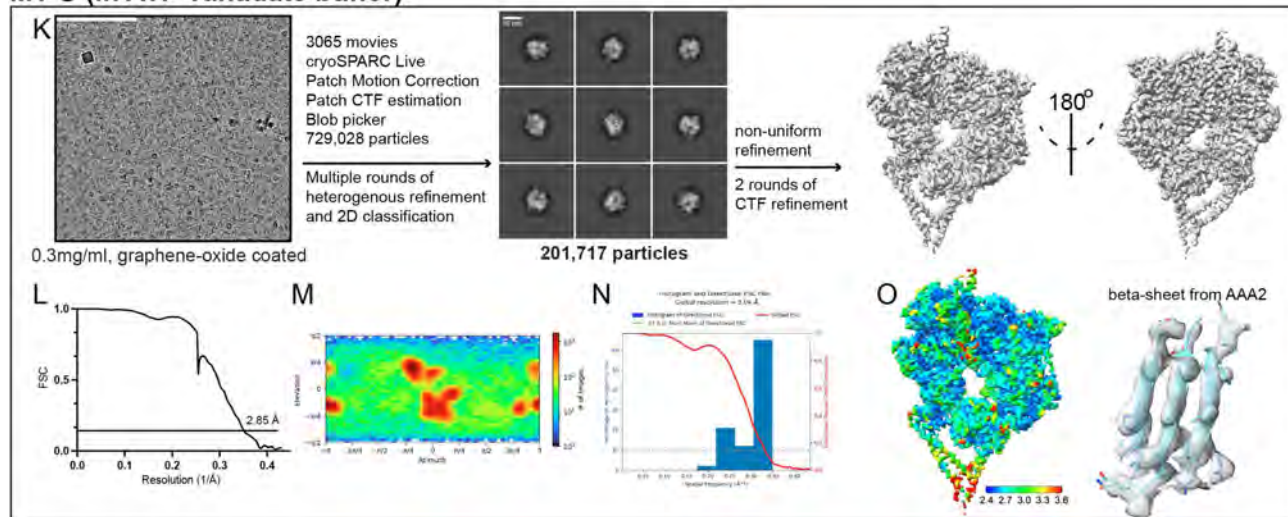 K
3065 movies
cryoSPARC Live
Patch Motion Correction
Patch CTF estimation
Blob picker
729,028 particles
Multiple rounds of
heterogenous refinement
and 2D classification
0.3mg/ml, graphene-oxide coated
201,717 particles
non-uniform
refinement
2 rounds of
CTF refinement
180°
L
FSC
1.0
0.5
0.0
2.85 Å
0.0 0.1 0.2 0.3 0.4
Resolution (1/Å)
M
Elevation
Azimuth
# of images
N
O
2.4 2.7 3.0 3.3 3.6
beta-sheet from AAA2